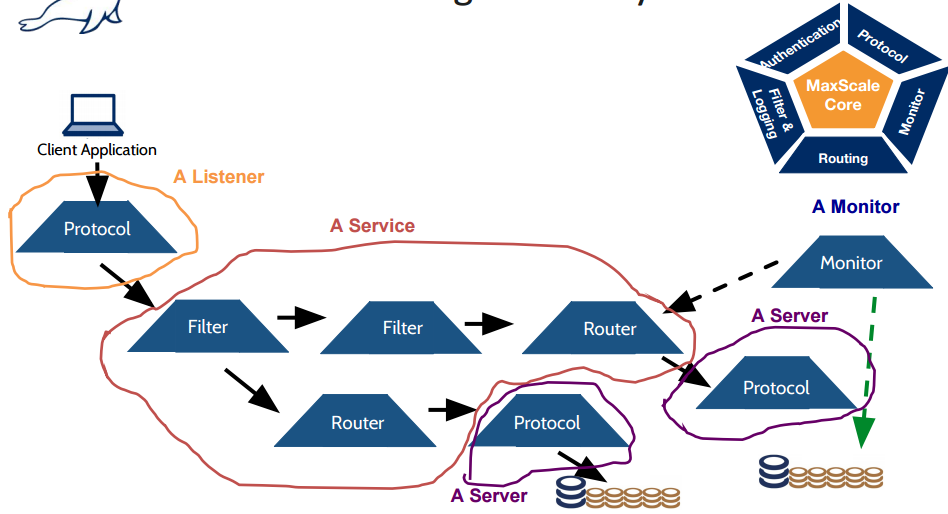 Authentication
Protocol
MaxScale
Core
Filter &
Logging
Monitor
Routing
Client Application
A Listener
Protocol
A Service
A Monitor
Monitor
Filter
Filter
Router
A Server
Protocol
Router
Protocol
A Server